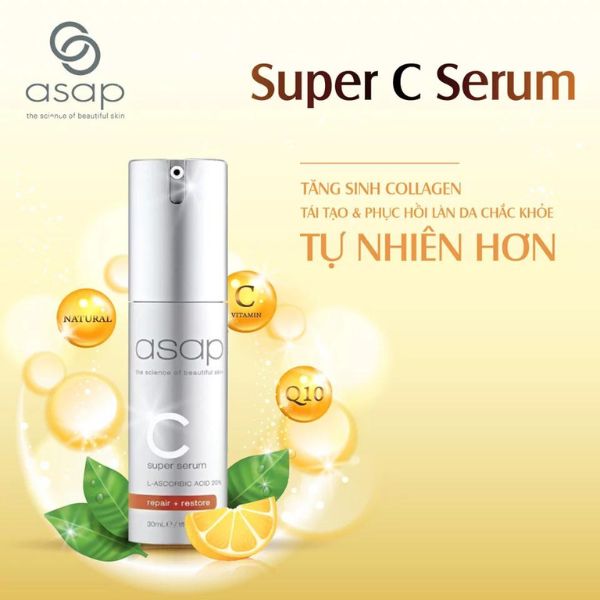 asap
the science of beautiful skin
Super C Serum
TĂNG SINH COLLAGEN
TÁI TẠO & PHỤC HỒI LÀN DA CHẮC KHỎE
TỰ NHIÊN HƠN
NATURAL
C
VITAMIN
Q10
asap
the science of beautiful skin
C
super serum
L-ASCORBIC ACID 20%
repair + restore
30mL℮ /